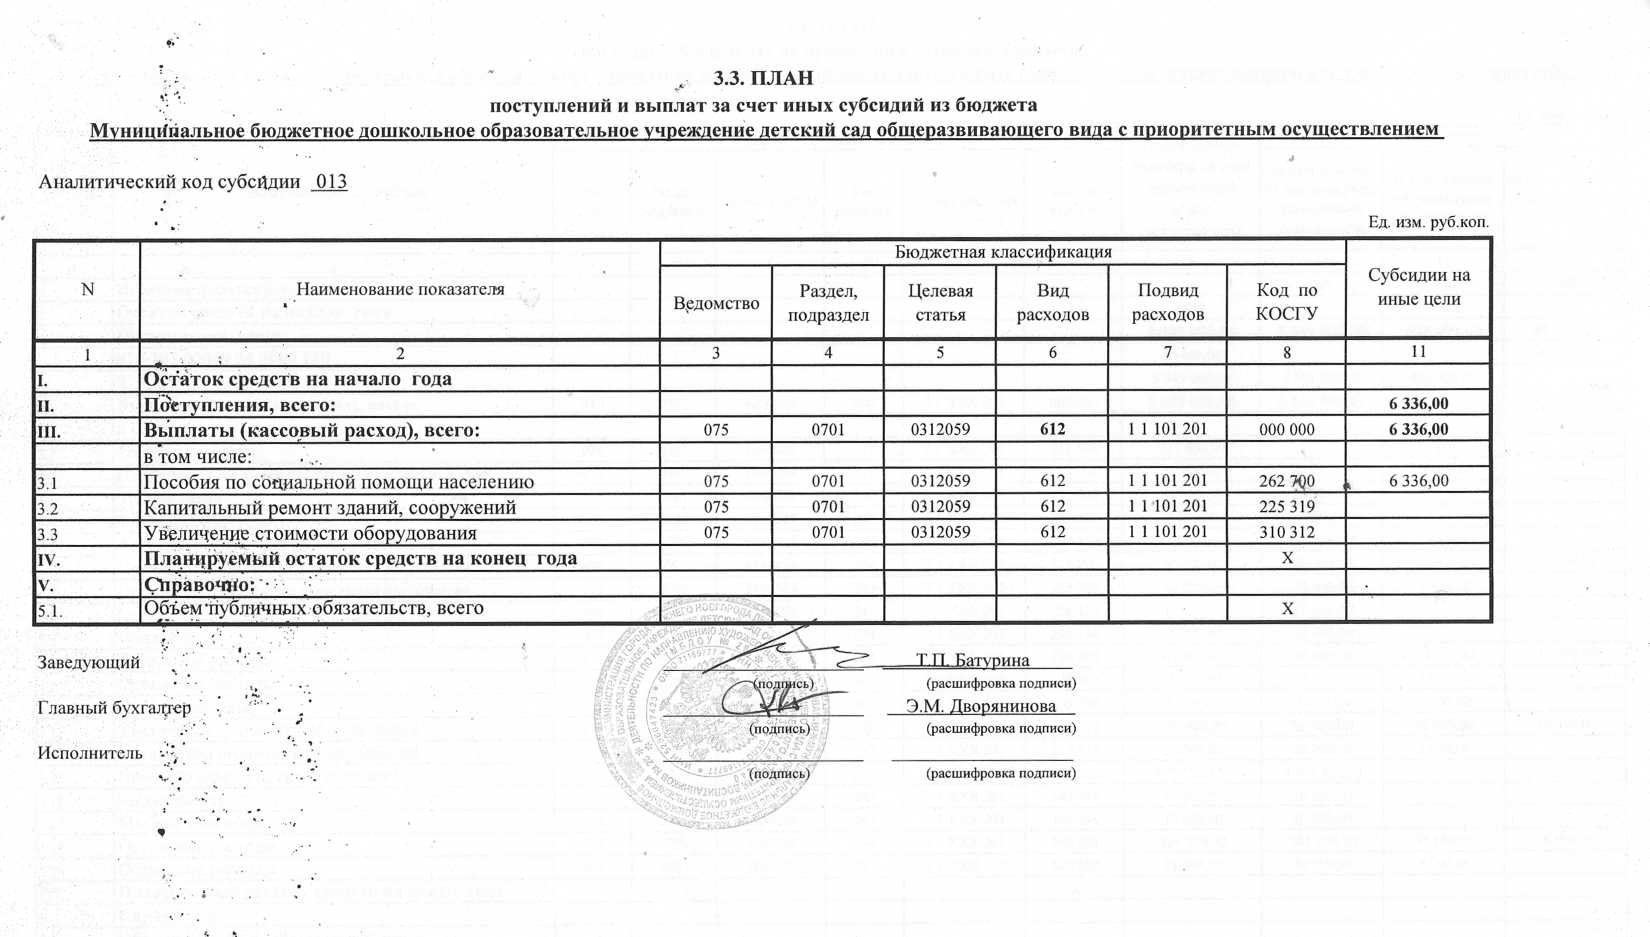 3.3. ПЛАН
поступлений и выплат за счет иных субсидий из бюджета
Муниципальное бюджетное дошкольное образовательное учреждение детский сад общеразвивающего вида с приоритетным осуществлением
Аналитический код субсидии 013
Ед. изм. руб.коп.
N Наименование показателя Бюджетная классификация Субсидии на иные цели
Ведомство Раздел, подраздел Целевая статья Вид расходов Подвид расходов Код по КОСГУ
1 2 3 4 5 6 7 8 11
I. Остаток средств на начало года
II. Поступления, всего: 6 336,00
III. Выплаты (кассовый расход), всего: 075 0701 0312059 612 1 1 101 201 000 000 6 336,00
в том числе:
3.1 Пособия по социальной помощи населению 075 0701 0312059 612 1 1 101 201 262 700 6 336,00
3.2 Капитальный ремонт зданий, сооружений 075 0701 0312059 612 1 1 101 201 225 319
3.3 Увеличение стоимости оборудования 075 0701 0312059 612 1 1 101 201 310 312
IV. Планируемый остаток средств на конец года X
V. Справочно:
5.1. Объем публичных обязательств, всего X
Заведующий Т.П. Батурина
(подпись) (расшифровка подписи)
Главный бухгалтер Э.М. Дворянинова
(подпись) (расшифровка подписи)
Исполнитель
(подпись) (расшифровка подписи)